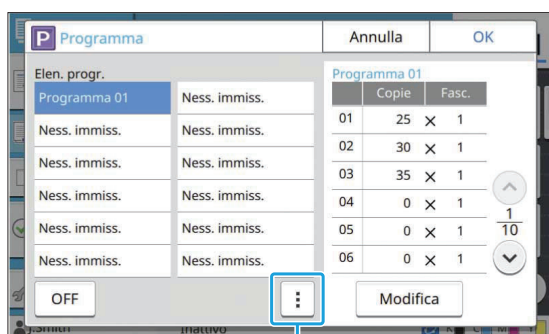 P Programma
Annulla
OK
Elen. progr.
Programma 01 Ness. immiss.
Ness. immiss. Ness. immiss.
Ness. immiss. Ness. immiss.
Ness. immiss. Ness. immiss.
Ness. immiss. Ness. immiss.
Ness. immiss. Ness. immiss.
OFF
Programma 01
Copie Fasc.
01 25 × 1
02 30 × 1
03 35 × 1
04 0 × 1
05 0 × 1
06 0 × 1
1
10
Modifica
J.Smith Inattivo